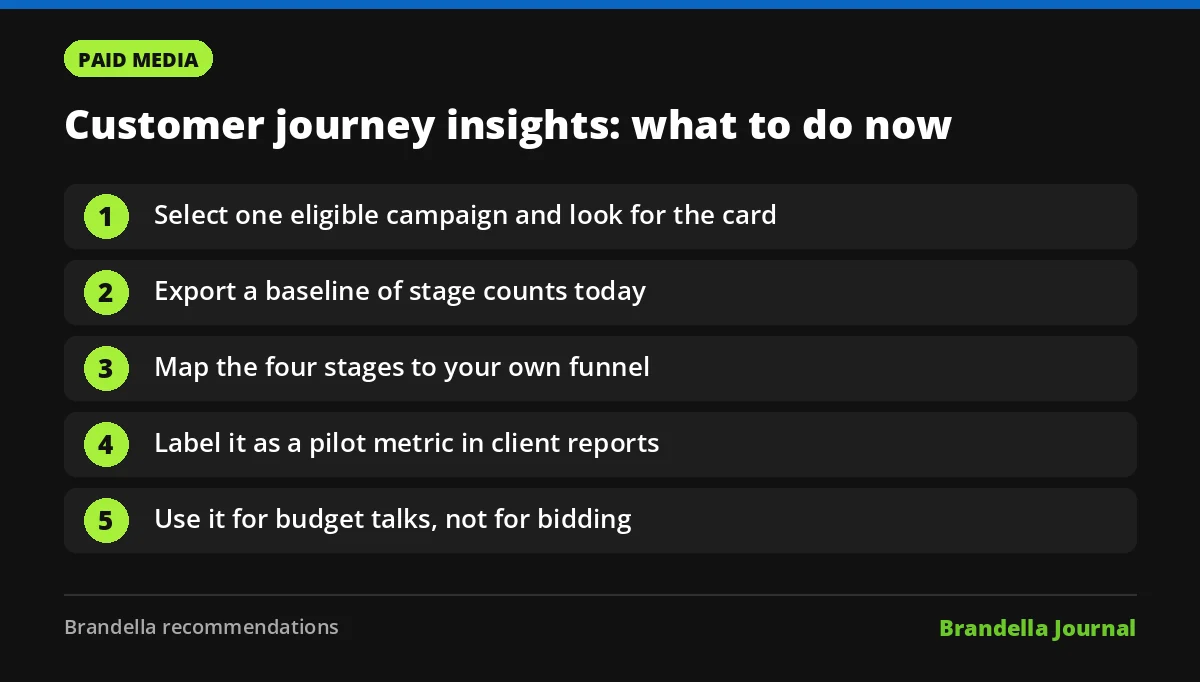 PAID MEDIA
Customer journey insights: what to do now
1 Select one eligible campaign and look for the card
2 Export a baseline of stage counts today
3 Map the four stages to your own funnel
4 Label it as a pilot metric in client reports
5 Use it for budget talks, not for bidding
Brandella recommendations
Brandella Journal